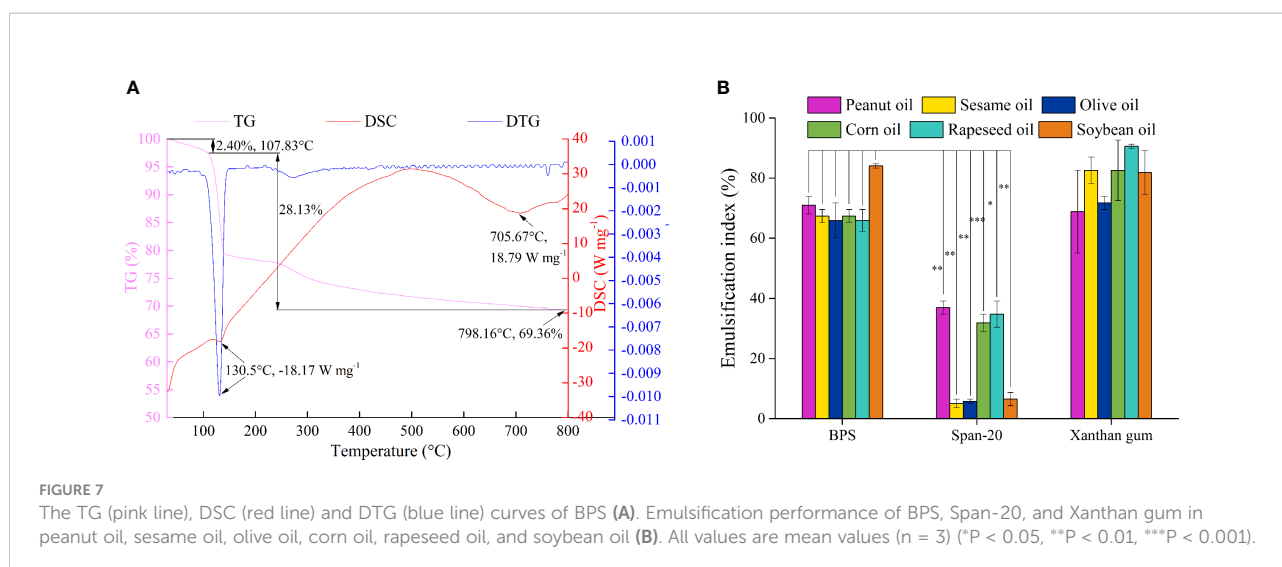 A
TG DSC DTG
100
95
90
85
80
75
70
65
60
55
50
TG (%)
2.40%, 107.83°C
28.13%
705.67°C,
18.79 W mg⁻¹
798.16°C, 69.36%
130.5°C, -18.17 W mg⁻¹
40
30
20
10
0
-10
-20
-30
-40
DSC (W mg⁻¹)
0.001
0.000
-0.001
-0.002
-0.003
-0.004
-0.005
-0.006
-0.007
-0.008
-0.009
-0.010
-0.011
100 200 300 400 500 600 700 800
Temperature (°C)
B
Peanut oil Sesame oil Olive oil
Corn oil Rapeseed oil Soybean oil
100
80
60
40
20
0
Emulsification index (%)
**
**
**
***
*
**
BPS Span-20 Xanthan gum
FIGURE 7
The TG (pink line), DSC (red line) and DTG (blue line) curves of BPS (A). Emulsification performance of BPS, Span-20, and Xanthan gum in
peanut oil, sesame oil, olive oil, corn oil, rapeseed oil, and soybean oil (B). All values are mean values (n = 3) (*P < 0.05, **P < 0.01, ***P < 0.001).